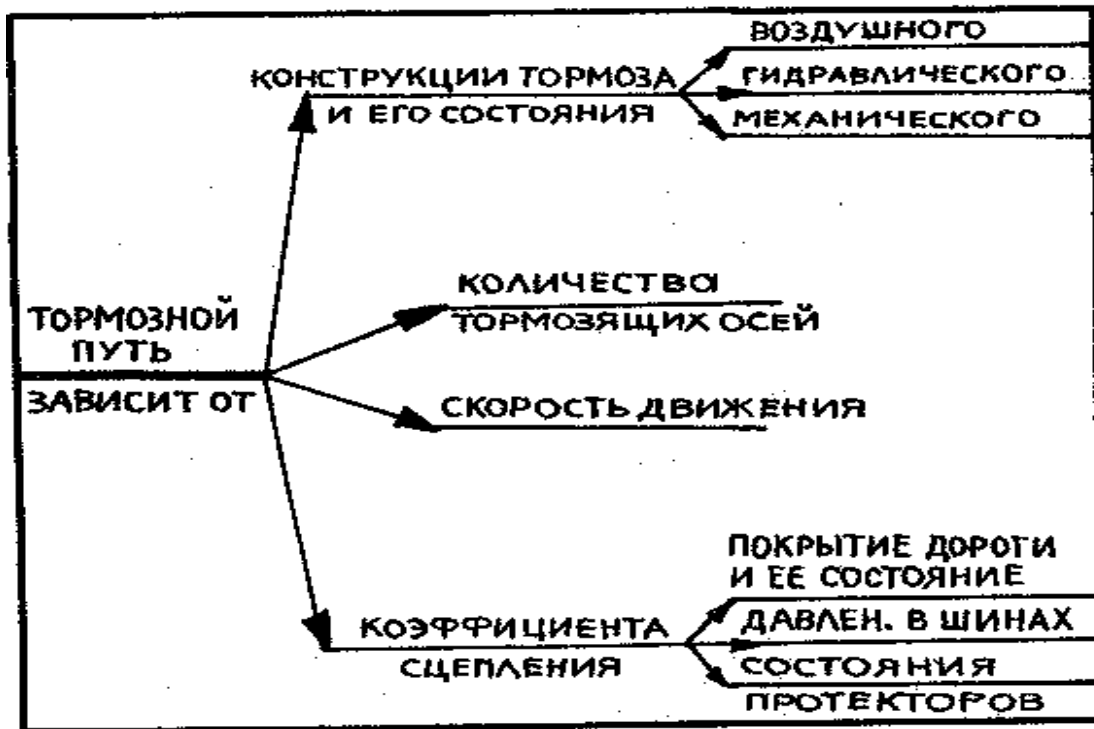 ТОРМОЗНОЙ
ПУТЬ
ЗАВИСИТ ОТ
КОНСТРУКЦИИ ТОРМОЗА
И ЕГО СОСТОЯНИЯ
ВОЗДУШНОГО
ГИДРАВЛИЧЕСКОГО
МЕХАНИЧЕСКОГО
КОЛИЧЕСТВА
ТОРМОЗЯЩИХ ОСЕЙ
СКОРОСТЬ ДВИЖЕНИЯ
КОЭФФИЦИЕНТА
СЦЕПЛЕНИЯ
ПОКРЫТИЕ ДОРОГИ
И ЕЕ СОСТОЯНИЕ
ДАВЛЕН. В ШИНАХ
СОСТОЯНИЯ
ПРОТЕКТОРОВ